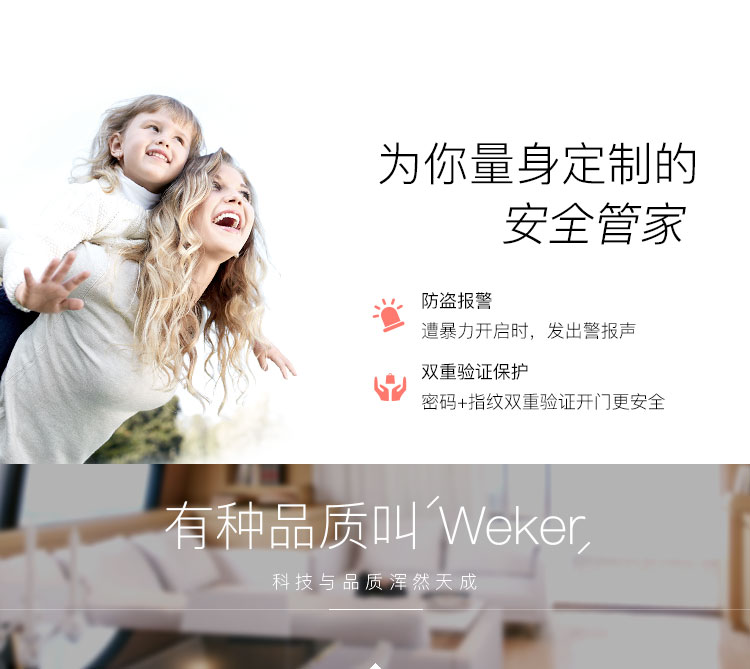 为你量身定制的
安全管家
防盗报警
遭暴力开启时，发出警报声
双重验证保护
密码+指纹双重验证开门更安全
有种品质叫´Weker,
科技与品质浑然天成